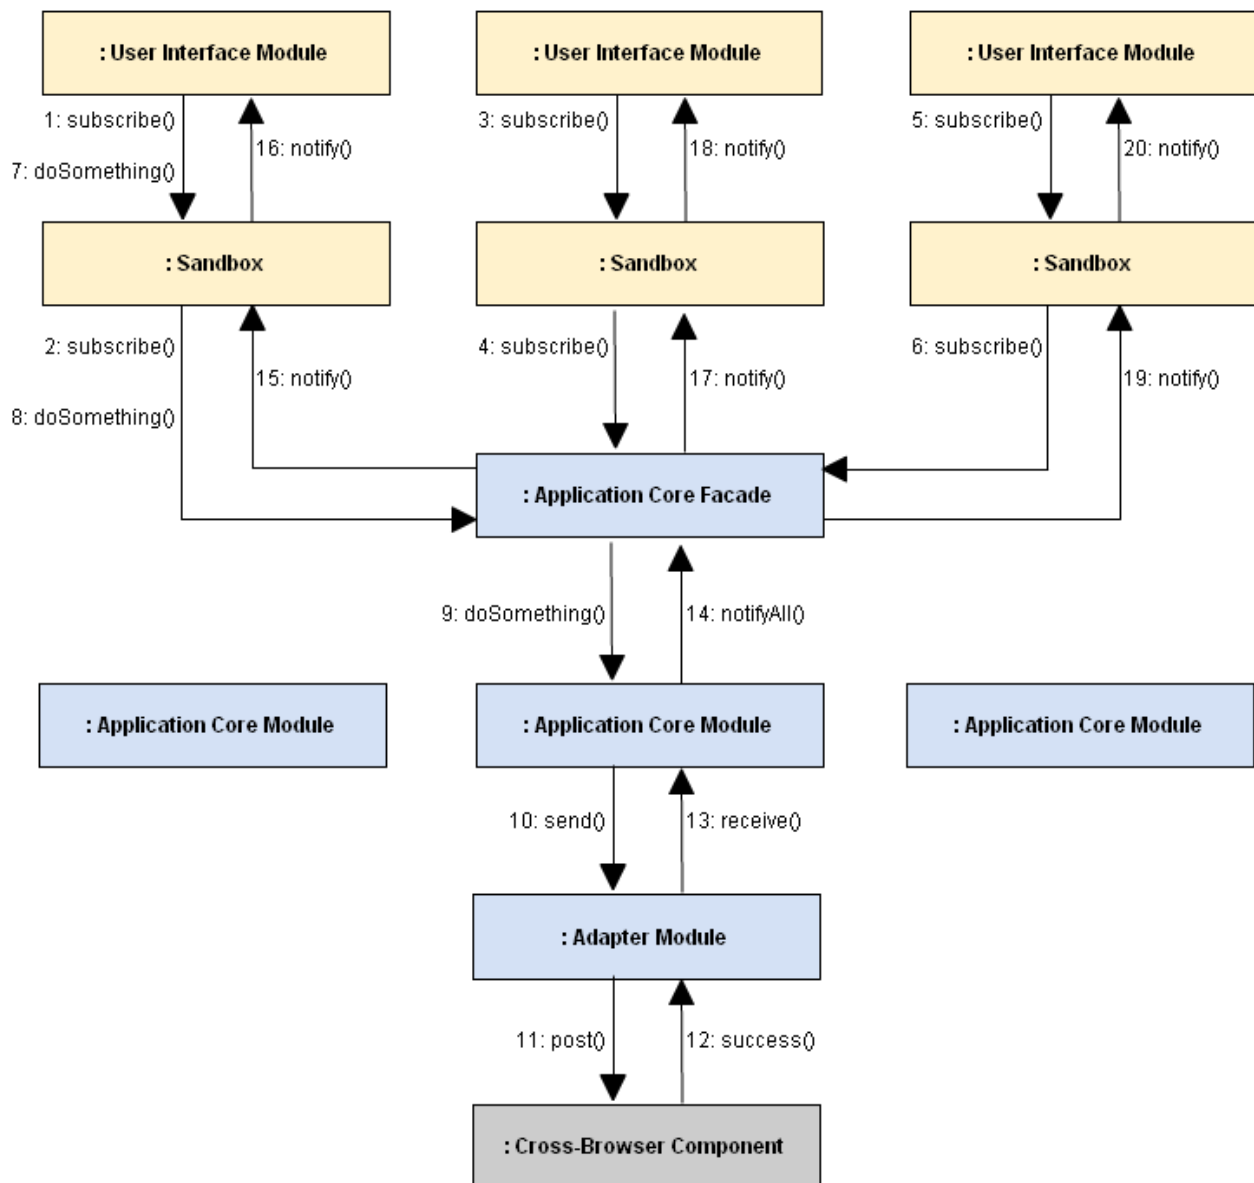 : User Interface Module
: User Interface Module
: User Interface Module
1: subscribe()
3: subscribe()
5: subscribe()
16: notify()
18: notify()
20: notify()
7: doSomething()
: Sandbox
: Sandbox
: Sandbox
2: subscribe()
4: subscribe()
6: subscribe()
15: notify()
17: notify()
19: notify()
8: doSomething()
: Application Core Facade
9: doSomething()
14: notifyAll()
: Application Core Module
: Application Core Module
: Application Core Module
10: send()
13: receive()
: Adapter Module
11: post()
12: success()
: Cross-Browser Component